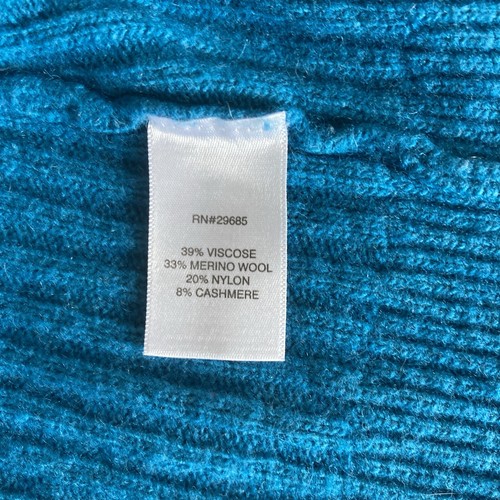 RN#29685
39% VISCOSE
33% MERINO WOOL
20% NYLON
8% CASHMERE